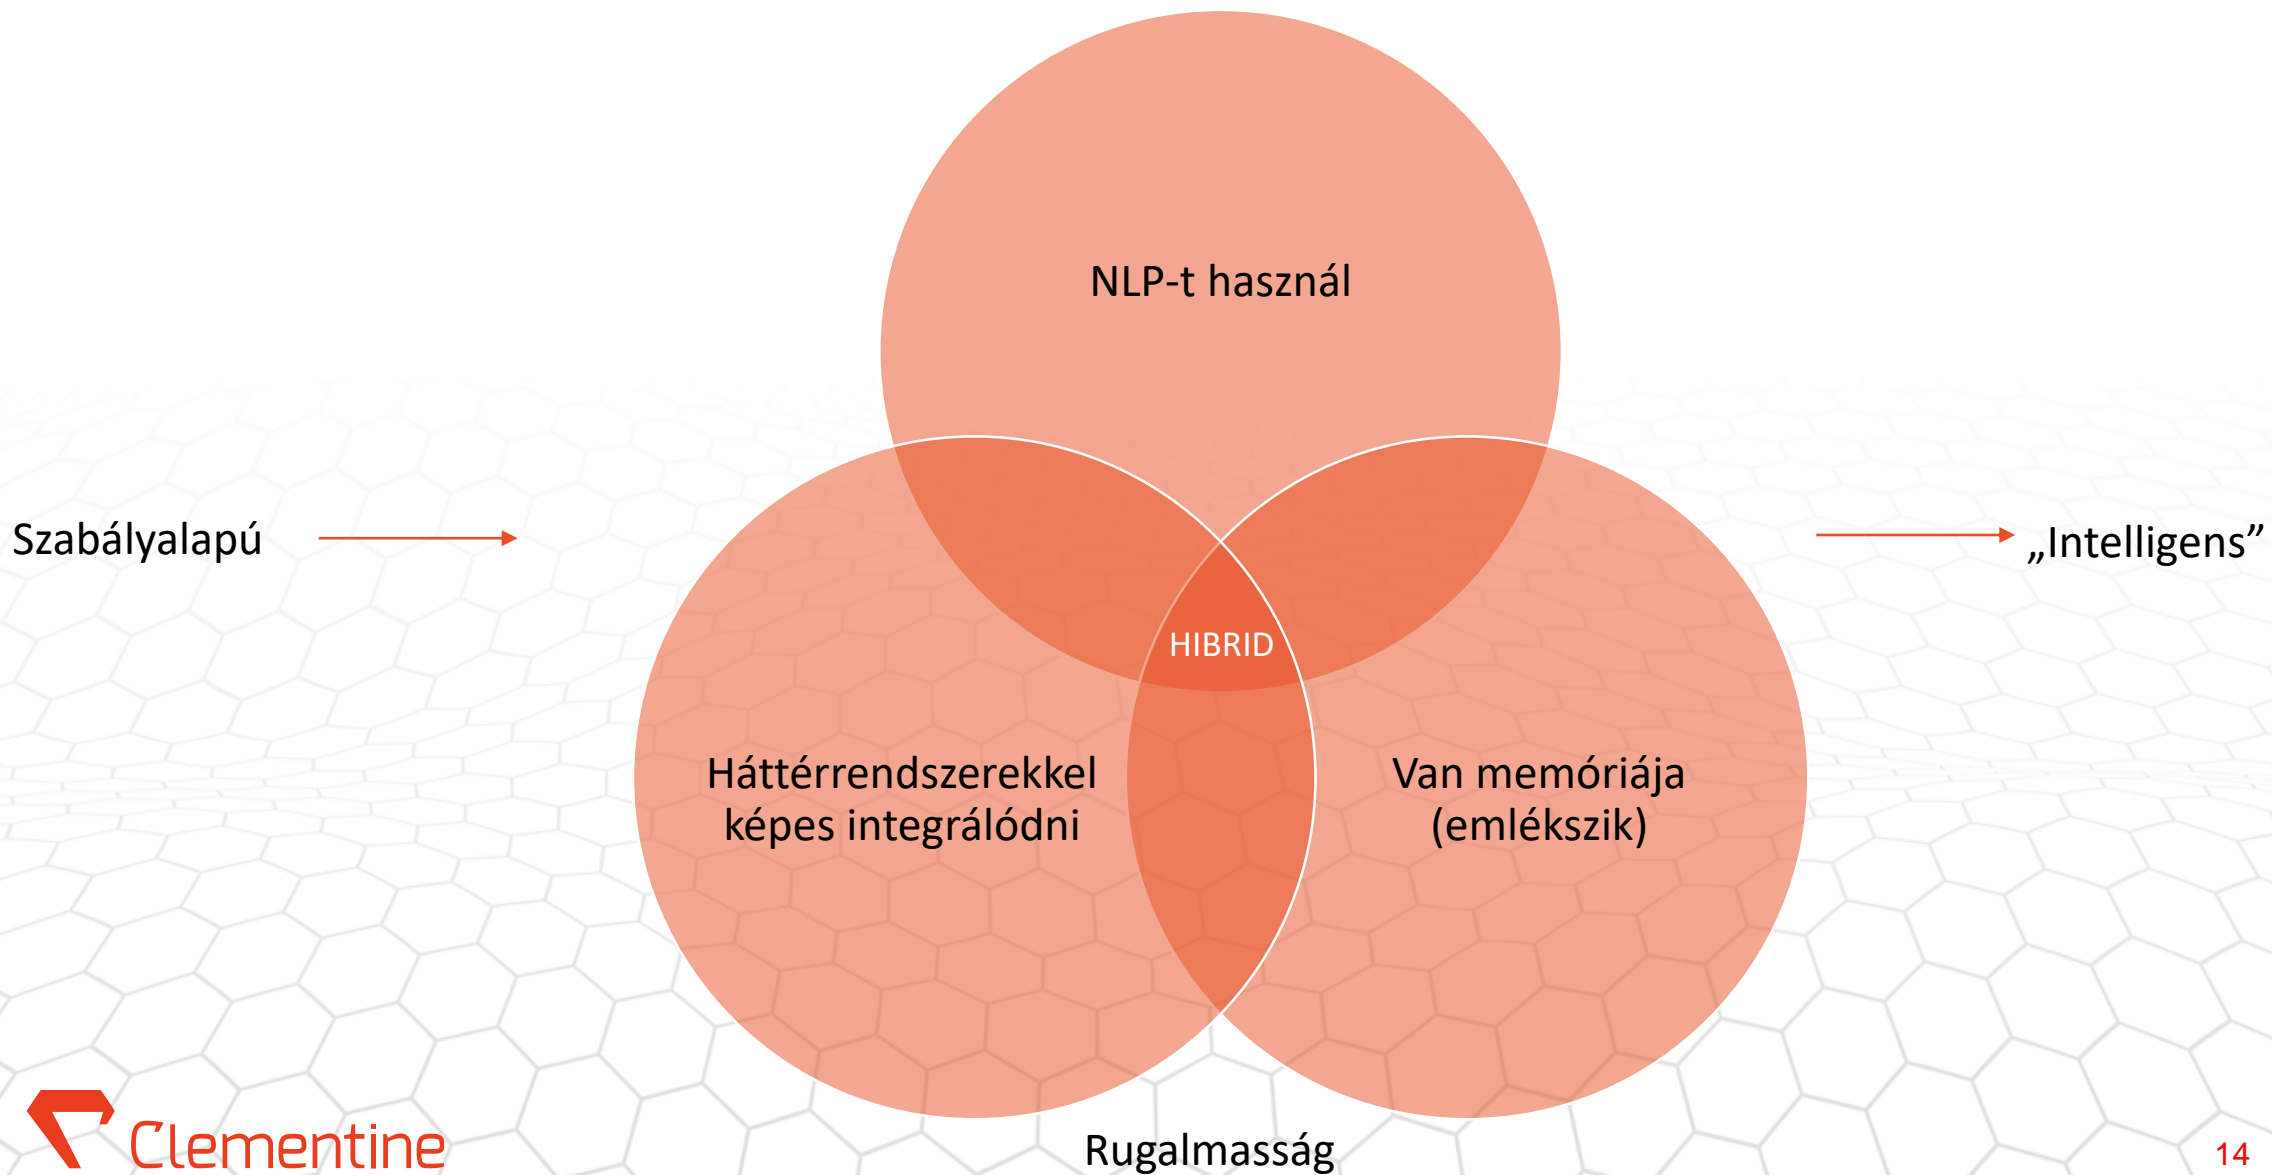 NLP-t használ
Szabályalapú
„Intelligens”
HIBRID
Háttérrendszerekkel
képes integrálódni
Van memóriája
(emlékszik)
Clementine
Rugalmasság
14